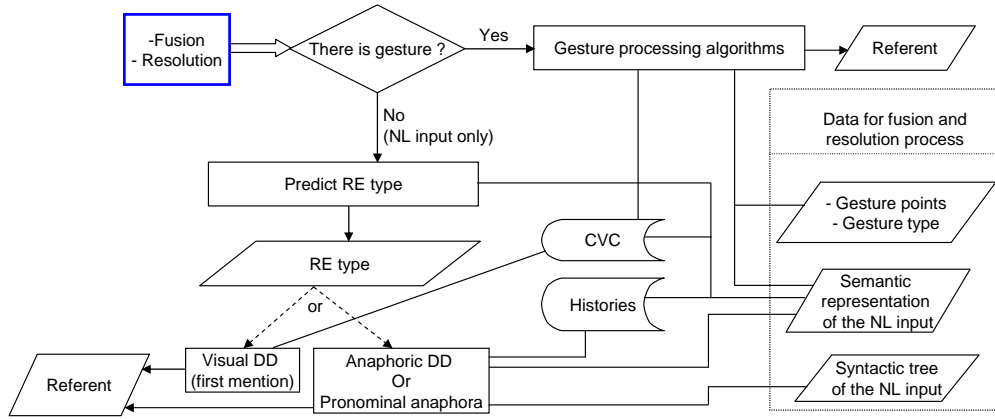 -Fusion
- Resolution
There is gesture ?
Yes
Gesture processing algorithms
Referent
No
(NL input only)
Data for fusion and
resolution process
Predict RE type
- Gesture points
- Gesture type
CVC
RE type
Histories
Semantic
representation
of the NL input
or
Visual DD
(first mention)
Anaphoric DD
Or
Pronominal anaphora
Referent
Syntactic tree
of the NL input